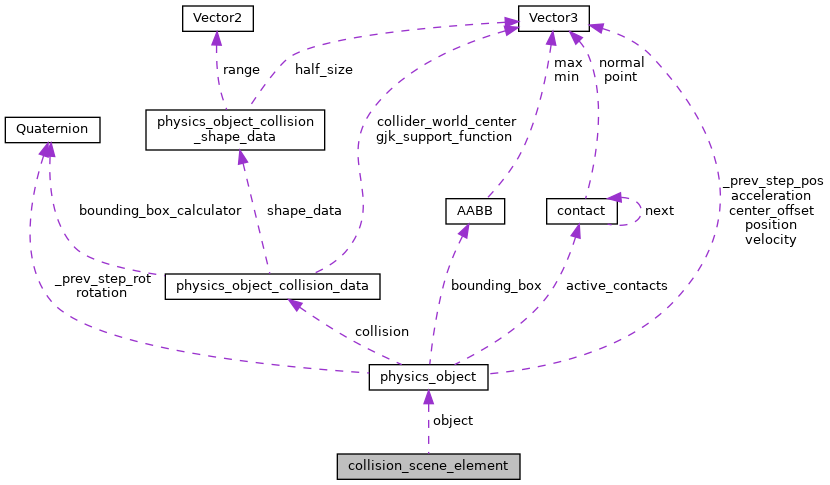 Vector2
Vector3
range
half_size
max
min
normal
point
physics_object_collision
_shape_data
Quaternion
collider_world_center
gjk_support_function
_prev_step_pos
acceleration
center_offset
position
velocity
bounding_box_calculator
shape_data
AABB
contact
next
_prev_step_rot
rotation
physics_object_collision_data
bounding_box
active_contacts
collision
physics_object
object
collision_scene_element